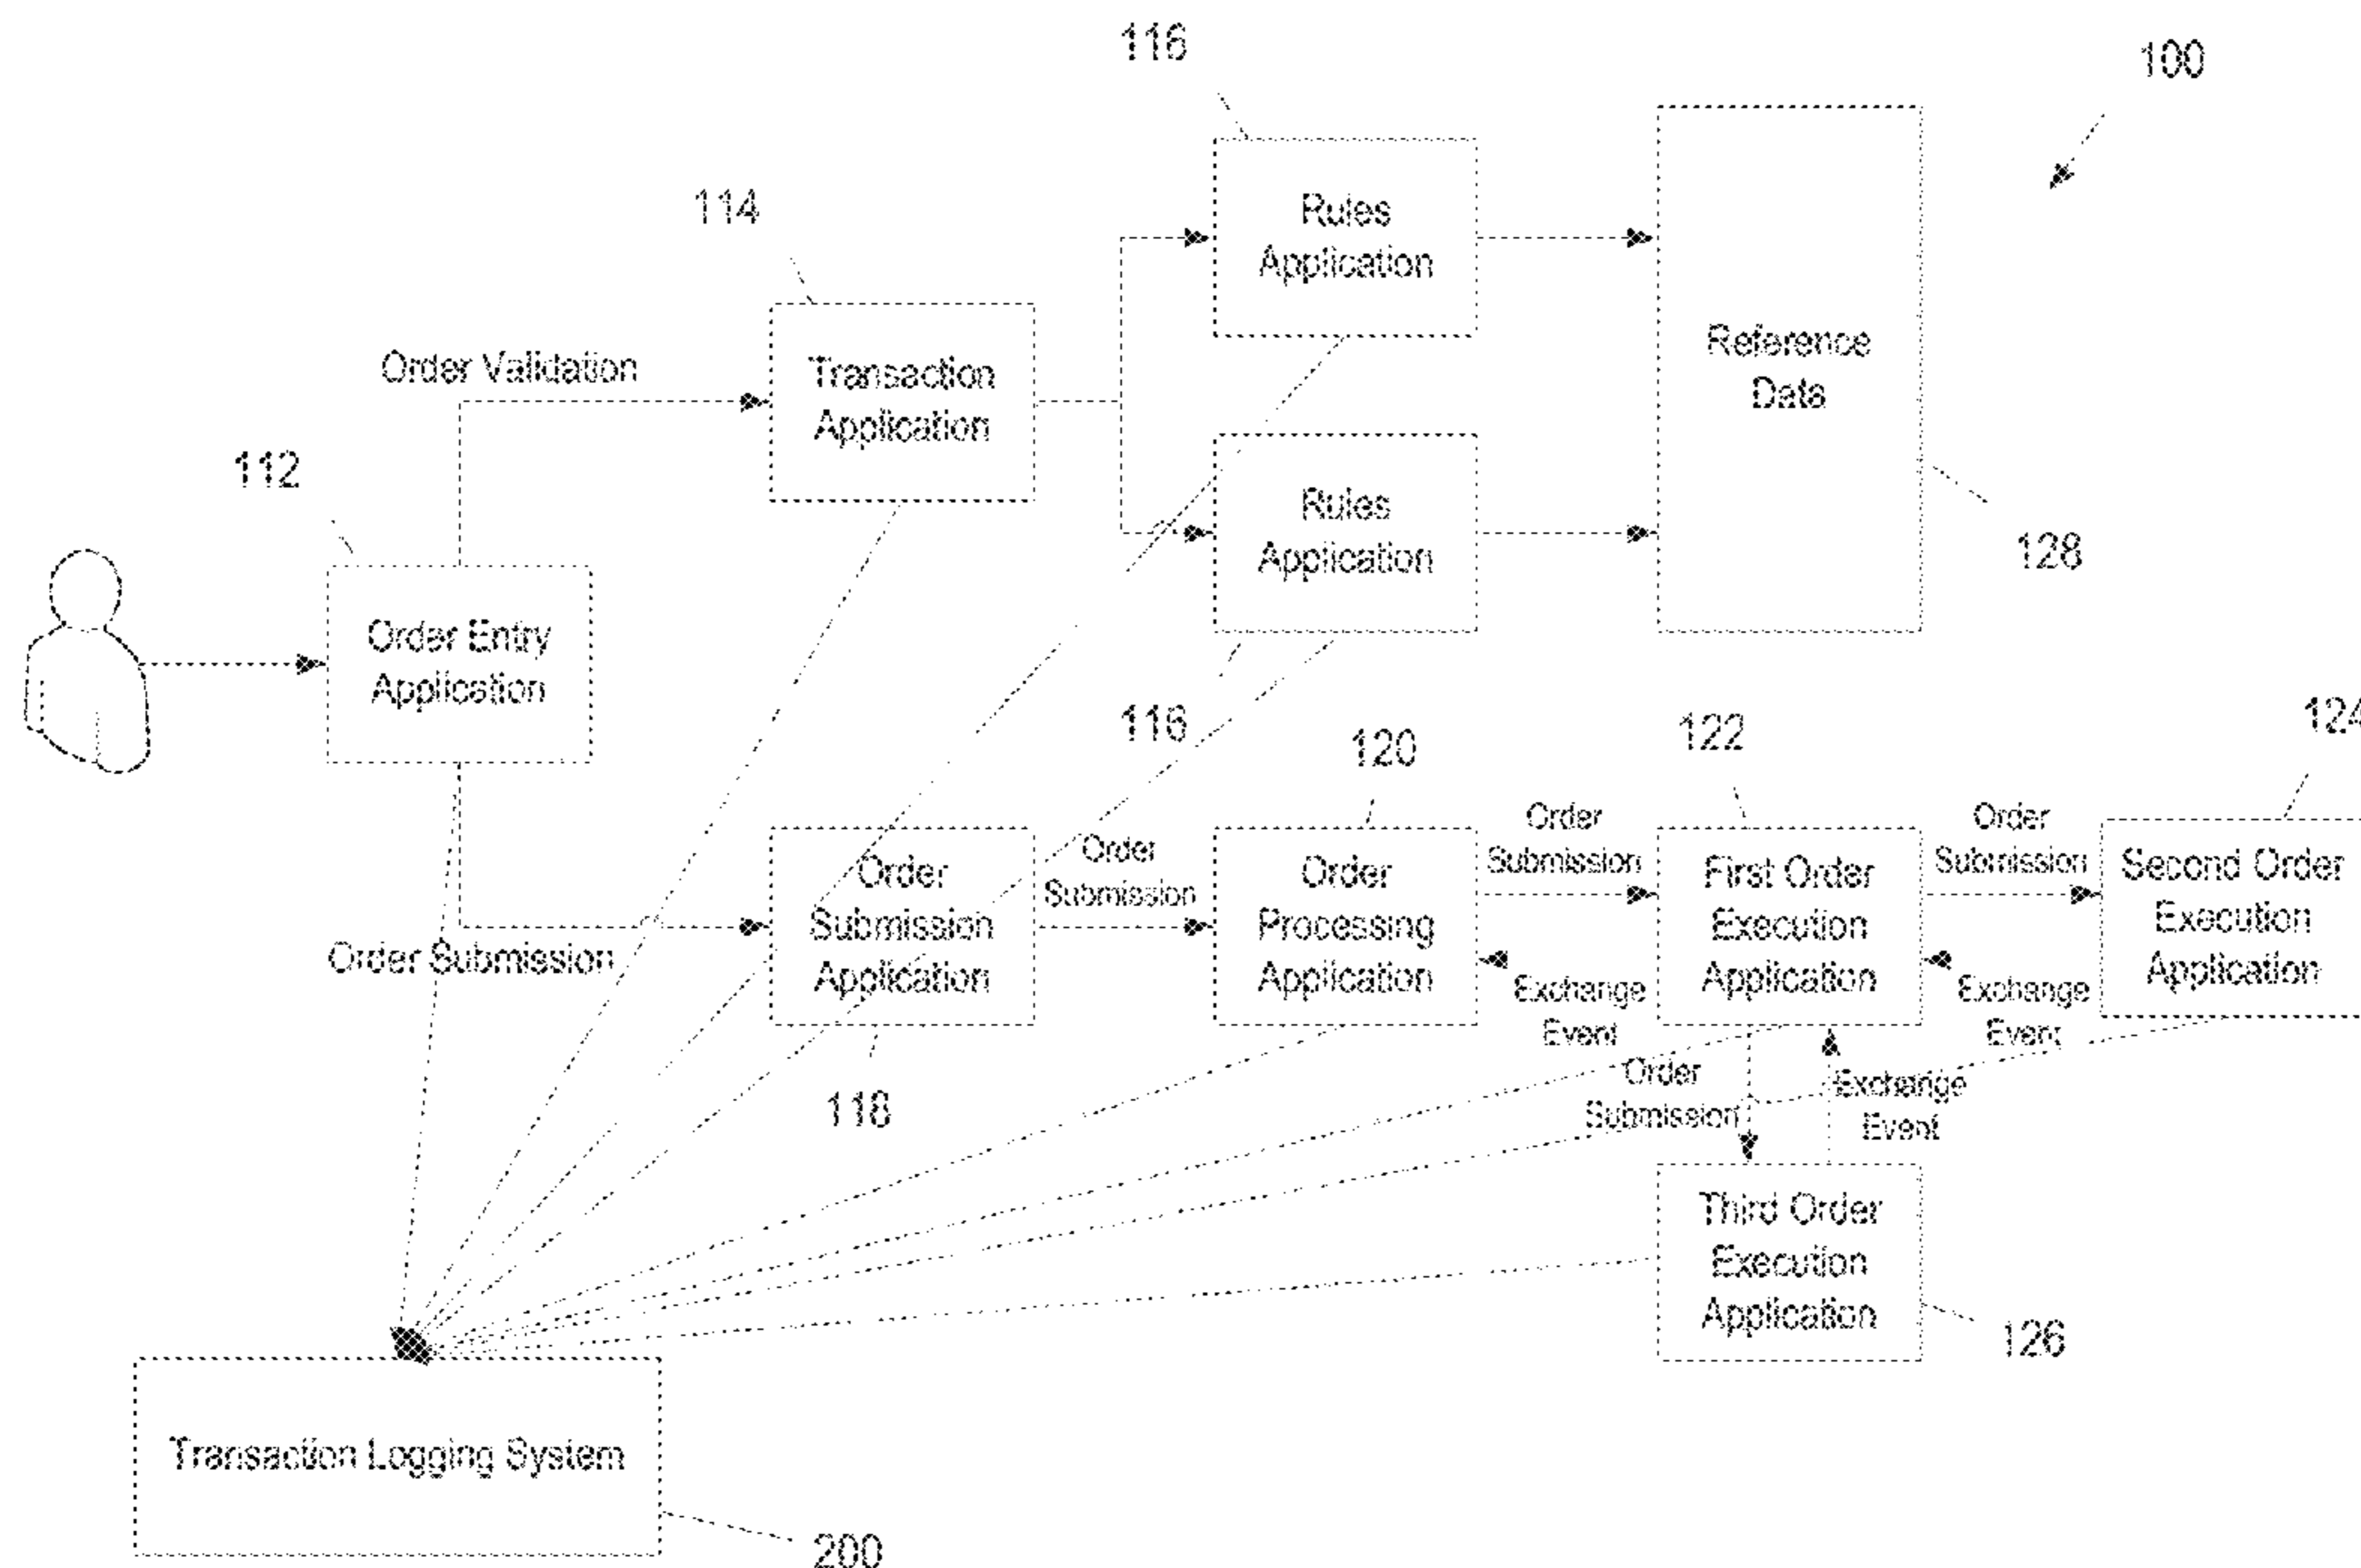 116
100
114
Rules
Application
Reference
Data
Order Validation
Transaction
Application
112
Rules
Application
128
Order Entry
Application
116
120
122
124
Order
Submission
Order
Submission
Order
Submission
Order
Submission
Application
Order
Processing
Application
First Order
Execution
Application
Second Order
Execution
Application
Order Submission
Exchange
Event
Exchange
Event
118
Order
Submission
Exchange
Event
Third Order
Execution
Application
126
Transaction Logging System
200